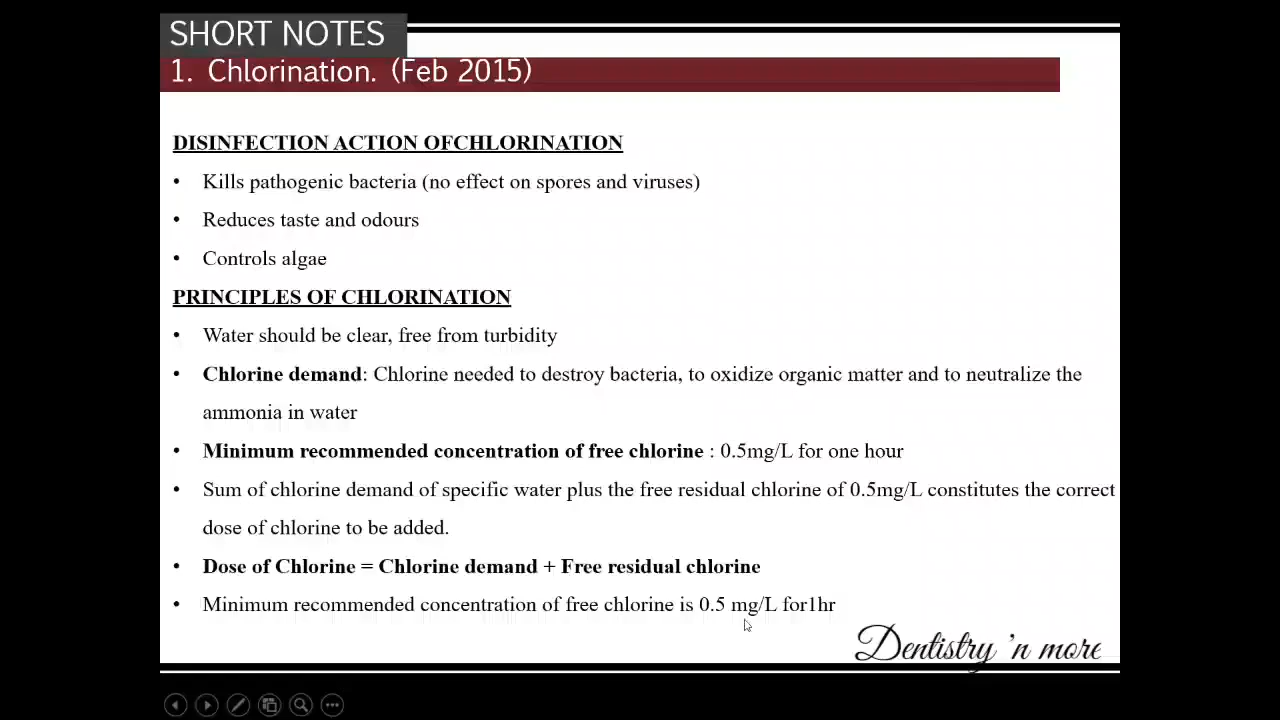 SHORT NOTES
1. Chlorination. (Feb 2015)
DISINFECTION ACTION OFCHLORINATION
• Kills pathogenic bacteria (no effect on spores and viruses)
• Reduces taste and odours
• Controls algae
PRINCIPLES OF CHLORINATION
• Water should be clear, free from turbidity
• Chlorine demand: Chlorine needed to destroy bacteria, to oxidize organic matter and to neutralize the
ammonia in water
• Minimum recommended concentration of free chlorine : 0.5mg/L for one hour
• Sum of chlorine demand of specific water plus the free residual chlorine of 0.5mg/L constitutes the correct
dose of chlorine to be added.
• Dose of Chlorine = Chlorine demand + Free residual chlorine
• Minimum recommended concentration of free chlorine is 0.5 mg/L for1hr
Dentistry 'n more